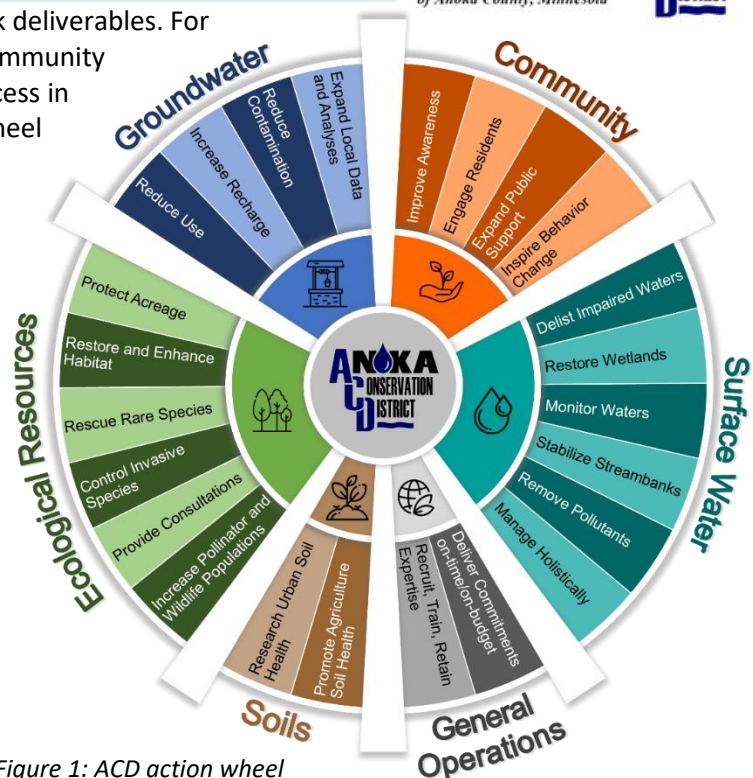 of Anoka County, Minnesota
k deliverables. For
ommunity
cess in
heel
Groundwater
Reduce Use
Increase Recharge
Reduce
Contamination
Expand Local Data
and Analyses
Community
Improve Awareness
Engage Residents
Expand Public
Support
Inspire Behavior
Change
Surface Water
Delist Impaired Waters
Restore Wetlands
Monitor Waters
Stabilize Streambanks
Remove Pollutants
Manage Holistically
General
Operations
Deliver Commitments
on-time/on-budget
Recruit, Train, Retain
Expertise
Soils
Promote Agriculture
Soil Health
Research Urban Soil
Health
Ecological Resources
Protect Acreage
Restore and Enhance
Habitat
Rescue Rare Species
Control Invasive
Species
Provide Consultations
Increase Pollinator and
Wildlife Populations
ANOKA
CONSERVATION
DISTRICT
Figure 1: ACD action wheel